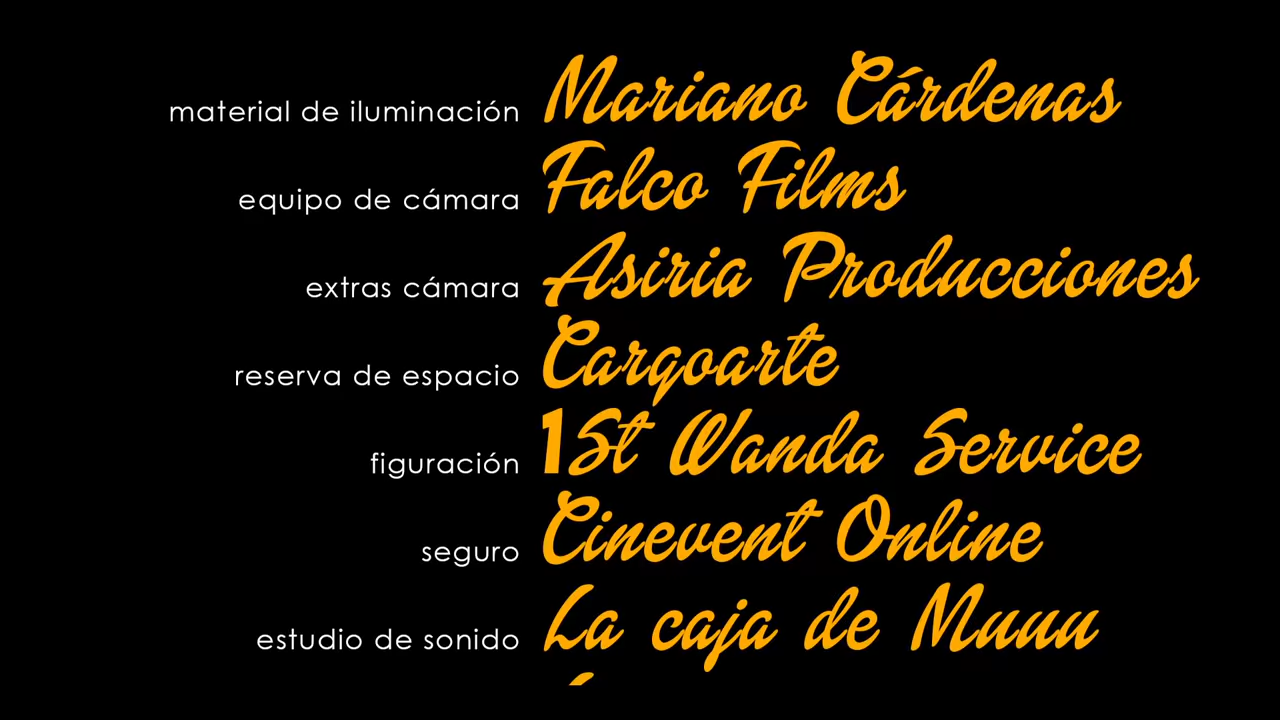 material de iluminación Mariano Cárdenas
equipo de cámara Falco Films
extras cámara Asiria Producciones
reserva de espacio Cargoarte
figuración 1St Wanda Service
seguro Cinevent Online
estudio de sonido La caja de Muuu